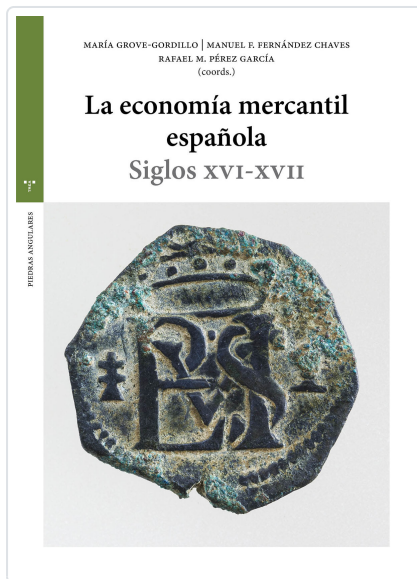 MARÍA GROVE-GORDILLO | MANUEL F. FERNÁNDEZ CHAVES
RAFAEL M. PÉREZ GARCÍA
(coords.)
La economía mercantil
española
Siglos XVI-XVII
TREA
PIEDRAS ANGULARES